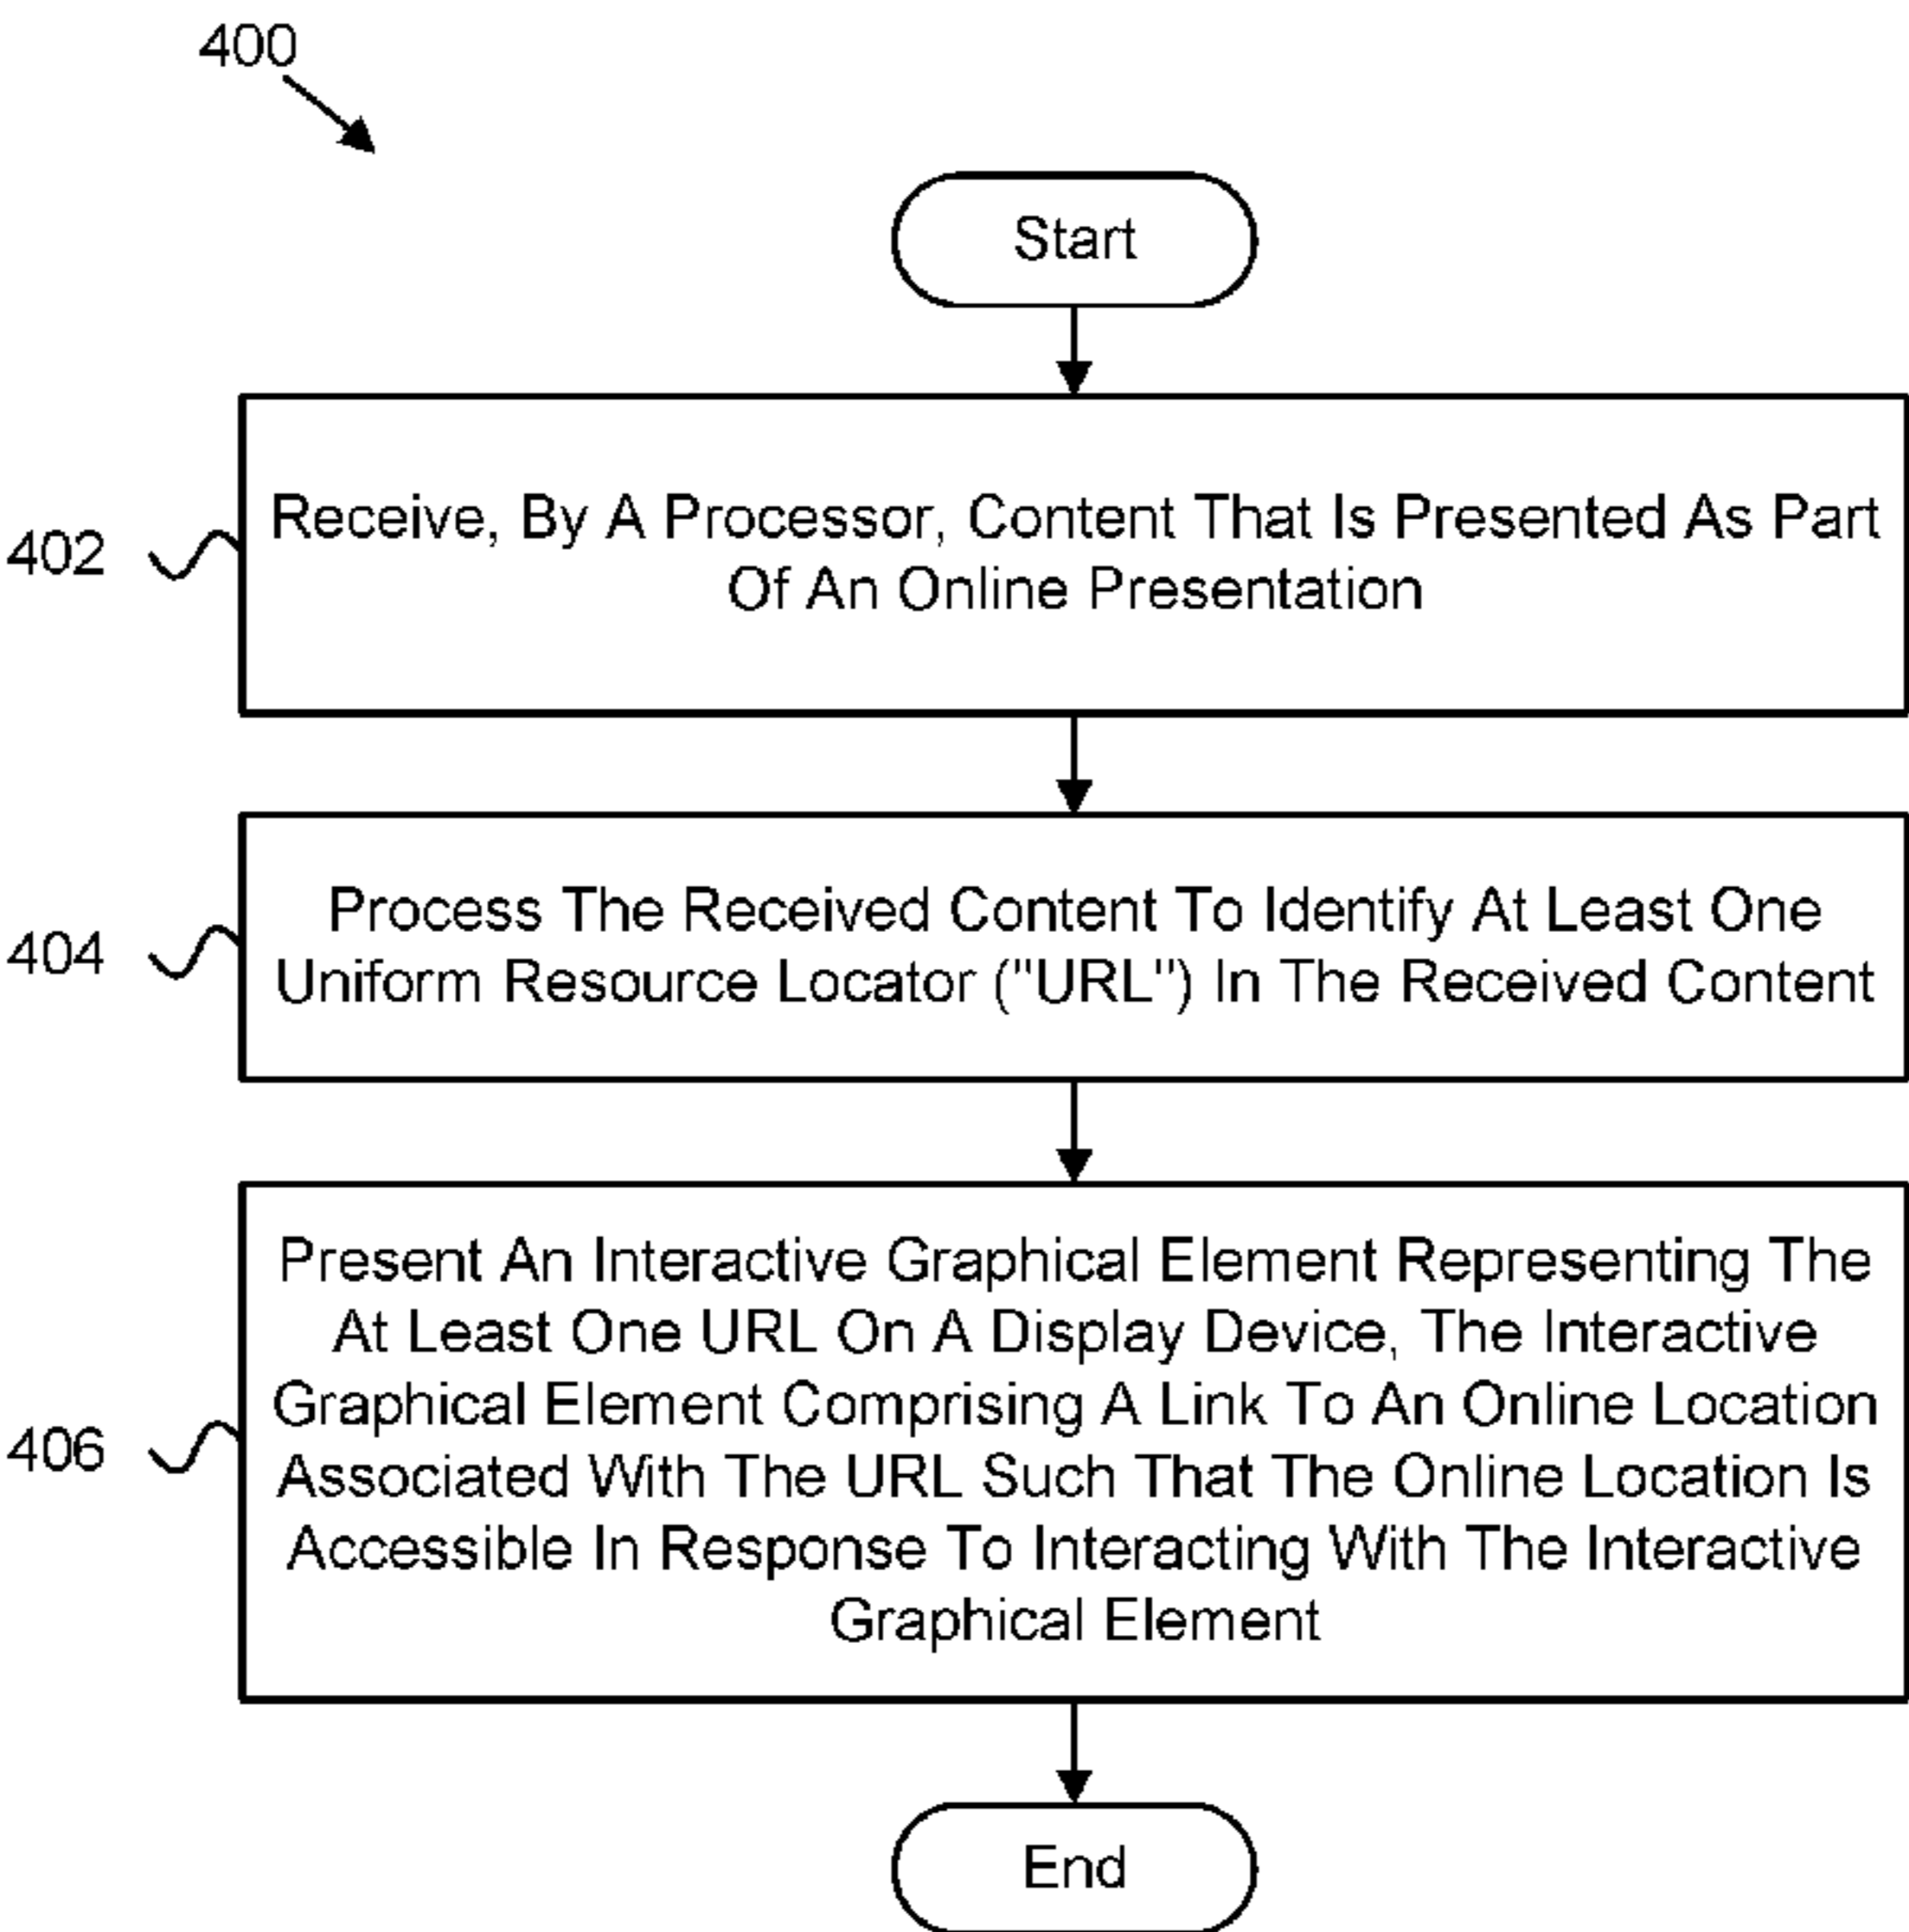 400
Start
402
Receive, By A Processor, Content That Is Presented As Part
Of An Online Presentation
404
Process The Received Content To Identify At Least One
Uniform Resource Locator ("URL") In The Received Content
406
Present An Interactive Graphical Element Representing The
At Least One URL On A Display Device, The Interactive
Graphical Element Comprising A Link To An Online Location
Associated With The URL Such That The Online Location Is
Accessible In Response To Interacting With The Interactive
Graphical Element
End